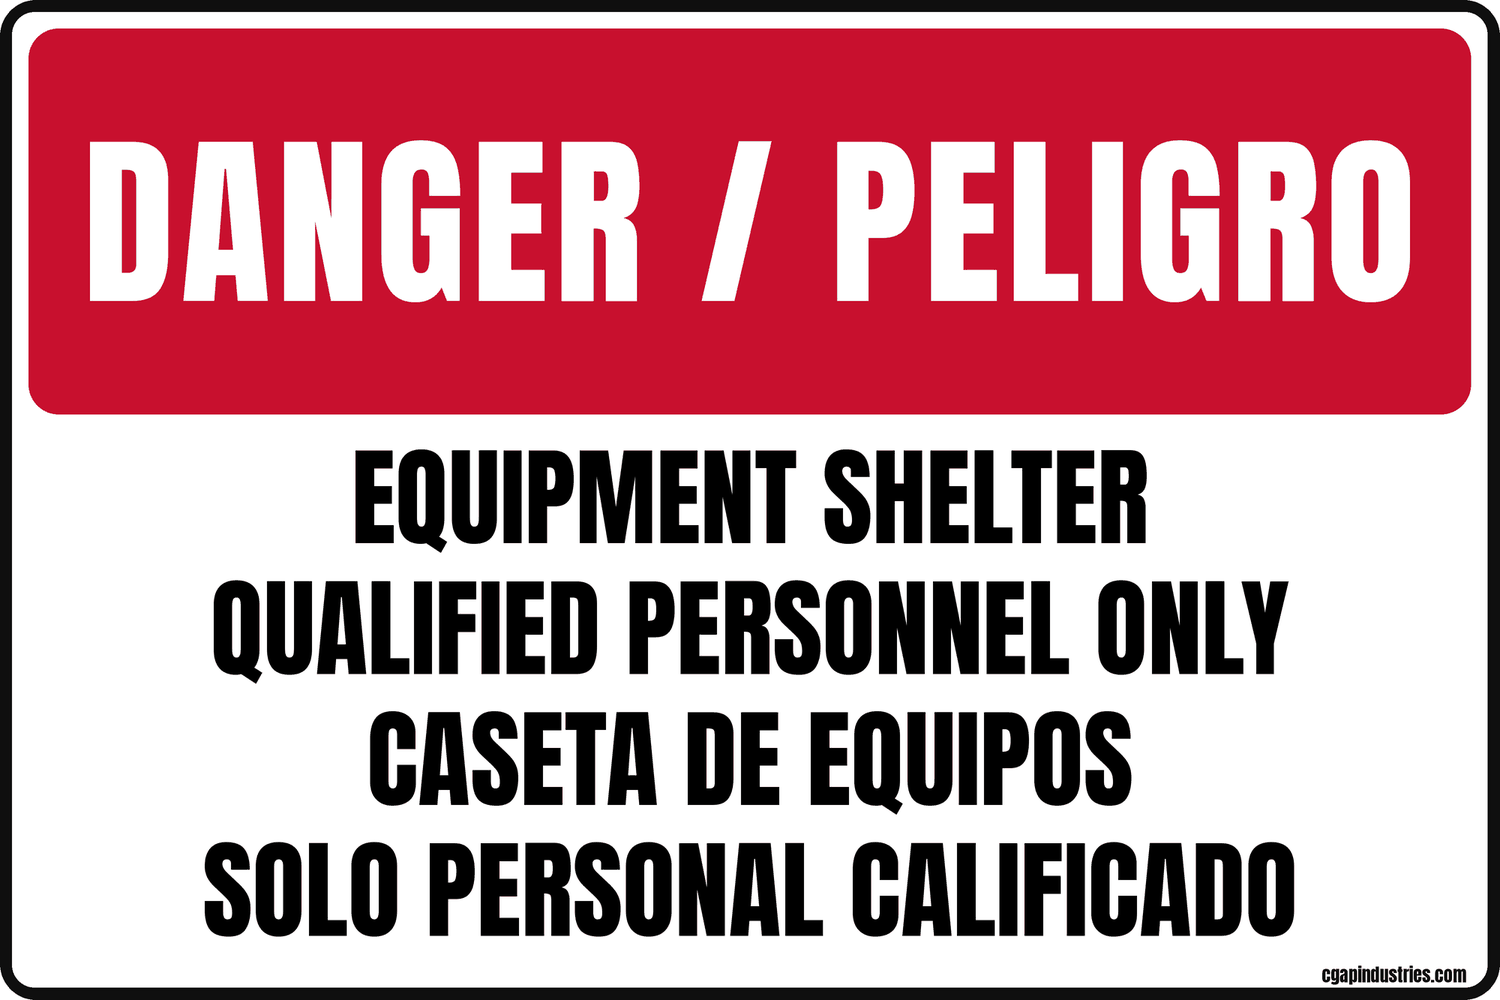 DANGER / PELIGRO
EQUIPMENT SHELTER
QUALIFIED PERSONNEL ONLY
CASETA DE EQUIPOS
SOLO PERSONAL CALIFICADO
cgapindustries.com